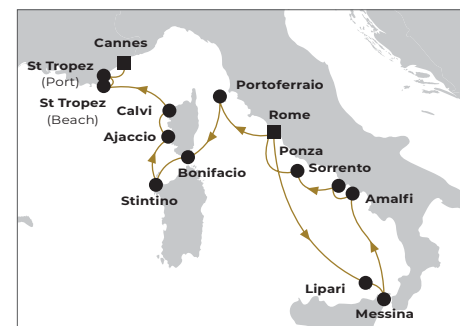 Cannes
St Tropez
(Port)
St Tropez
(Beach)
Portoferraio
Calvi
Rome
Ajaccio
Ponza
Sorrento
Bonifacio
Amalfi
Stintino
Lipari
Messina